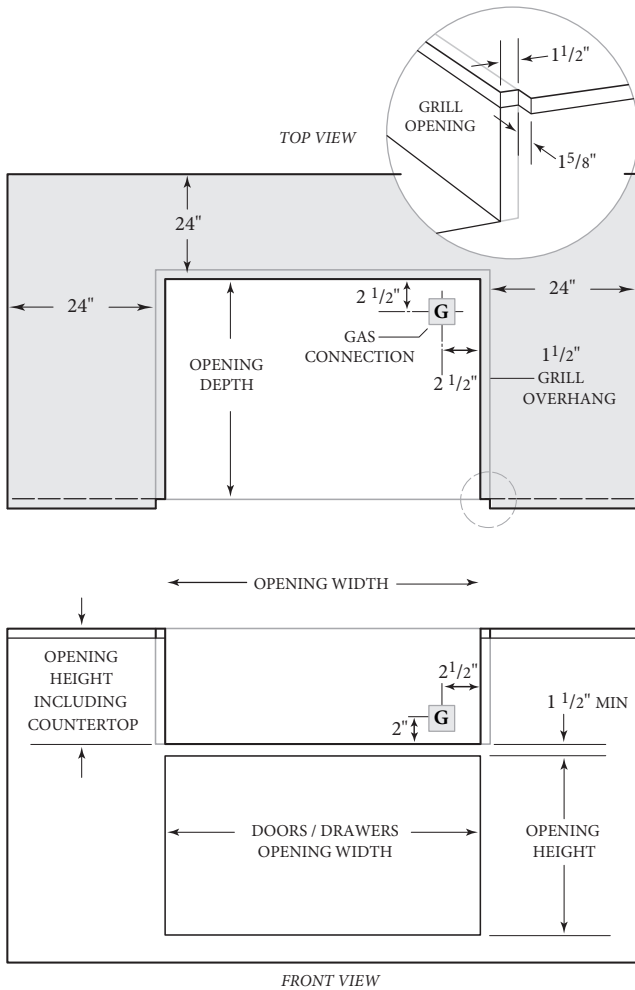 1 1/2"
GRILL
OPENING
TOP VIEW
1 5/8"
24"
24"
2 1/2"
G
24"
GAS
CONNECTION
OPENING
DEPTH
2 1/2"
1 1/2"
GRILL
OVERHANG
OPENING WIDTH
OPENING
HEIGHT
INCLUDING
COUNTERTOP
2 1/2"
G
2"
1 1/2" MIN
DOORS / DRAWERS
OPENING WIDTH
OPENING
HEIGHT
FRONT VIEW